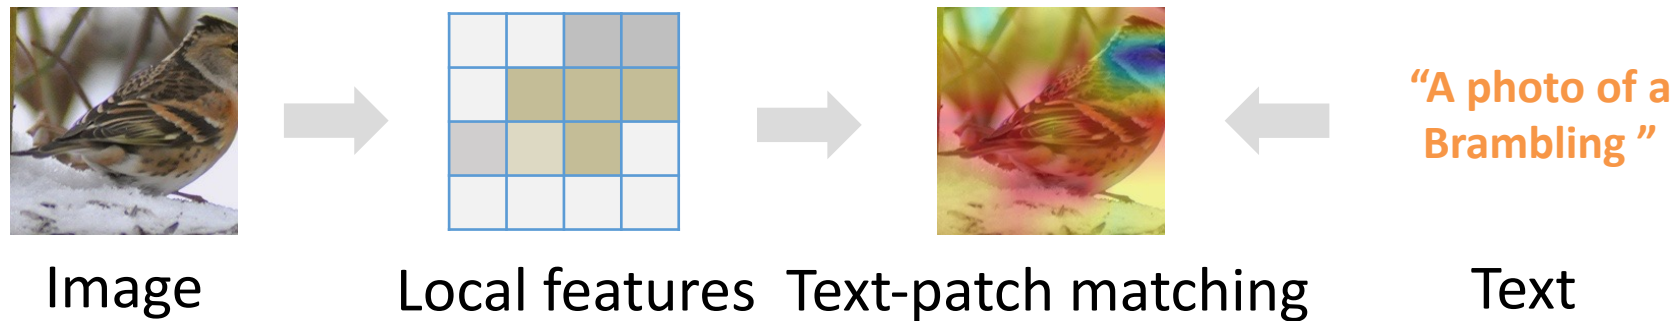 “A photo of a
Brambling ”
Image
Local features
Text-patch matching
Text